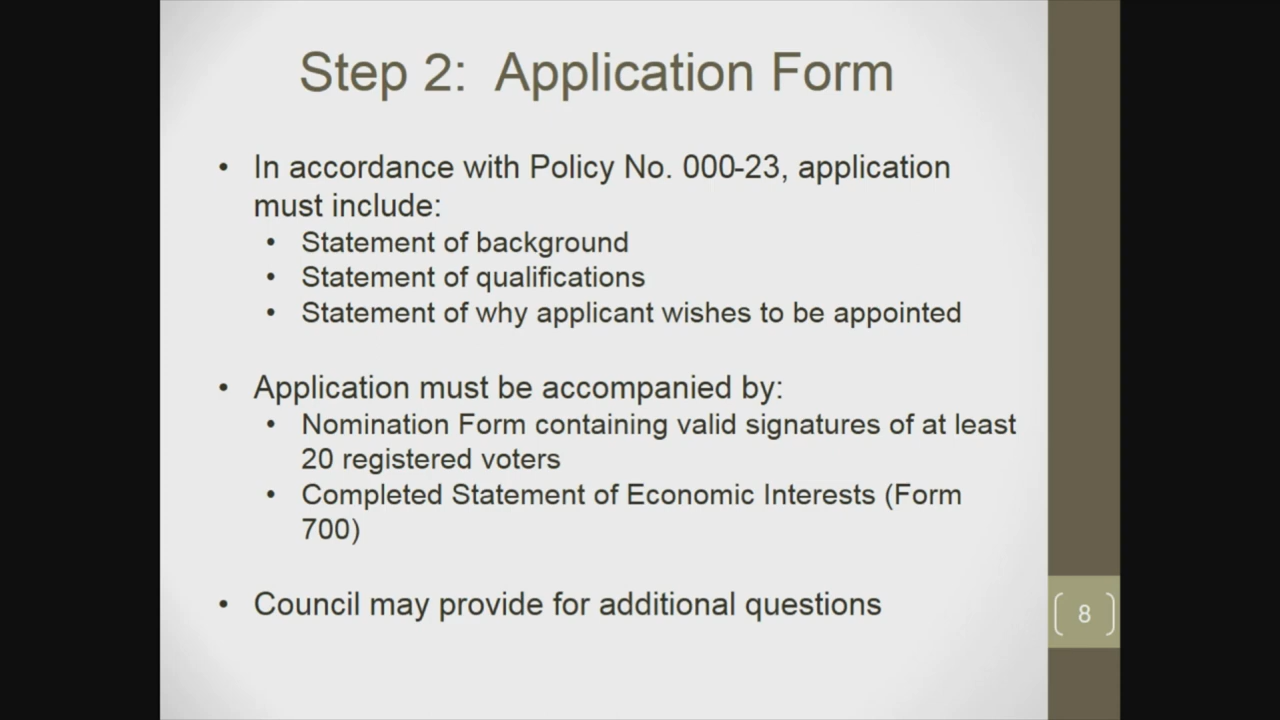 Step 2: Application Form
• In accordance with Policy No. 000-23, application
must include:
• Statement of background
• Statement of qualifications
• Statement of why applicant wishes to be appointed
• Application must be accompanied by:
• Nomination Form containing valid signatures of at least
20 registered voters
• Completed Statement of Economic Interests (Form
700)
• Council may provide for additional questions
8